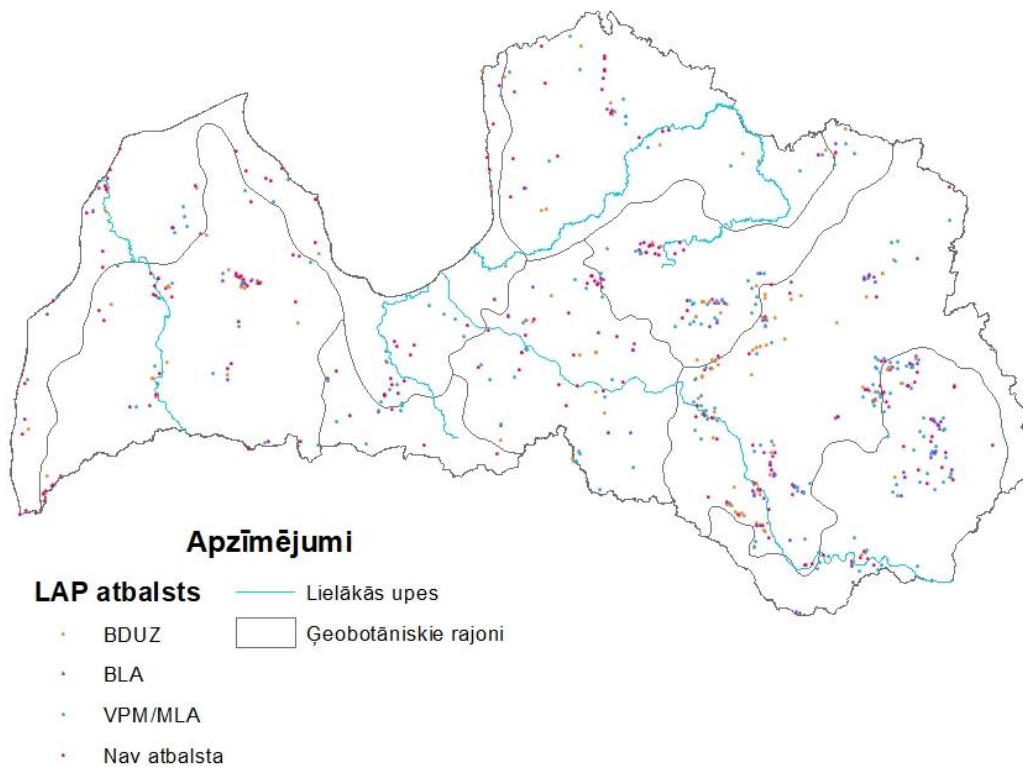 Apzīmējumi
LAP atbalsts
Lielākās upes
BDUZ
Ģeobotāniskie rajoni
BLA
VPM/MLA
Nav atbalsta